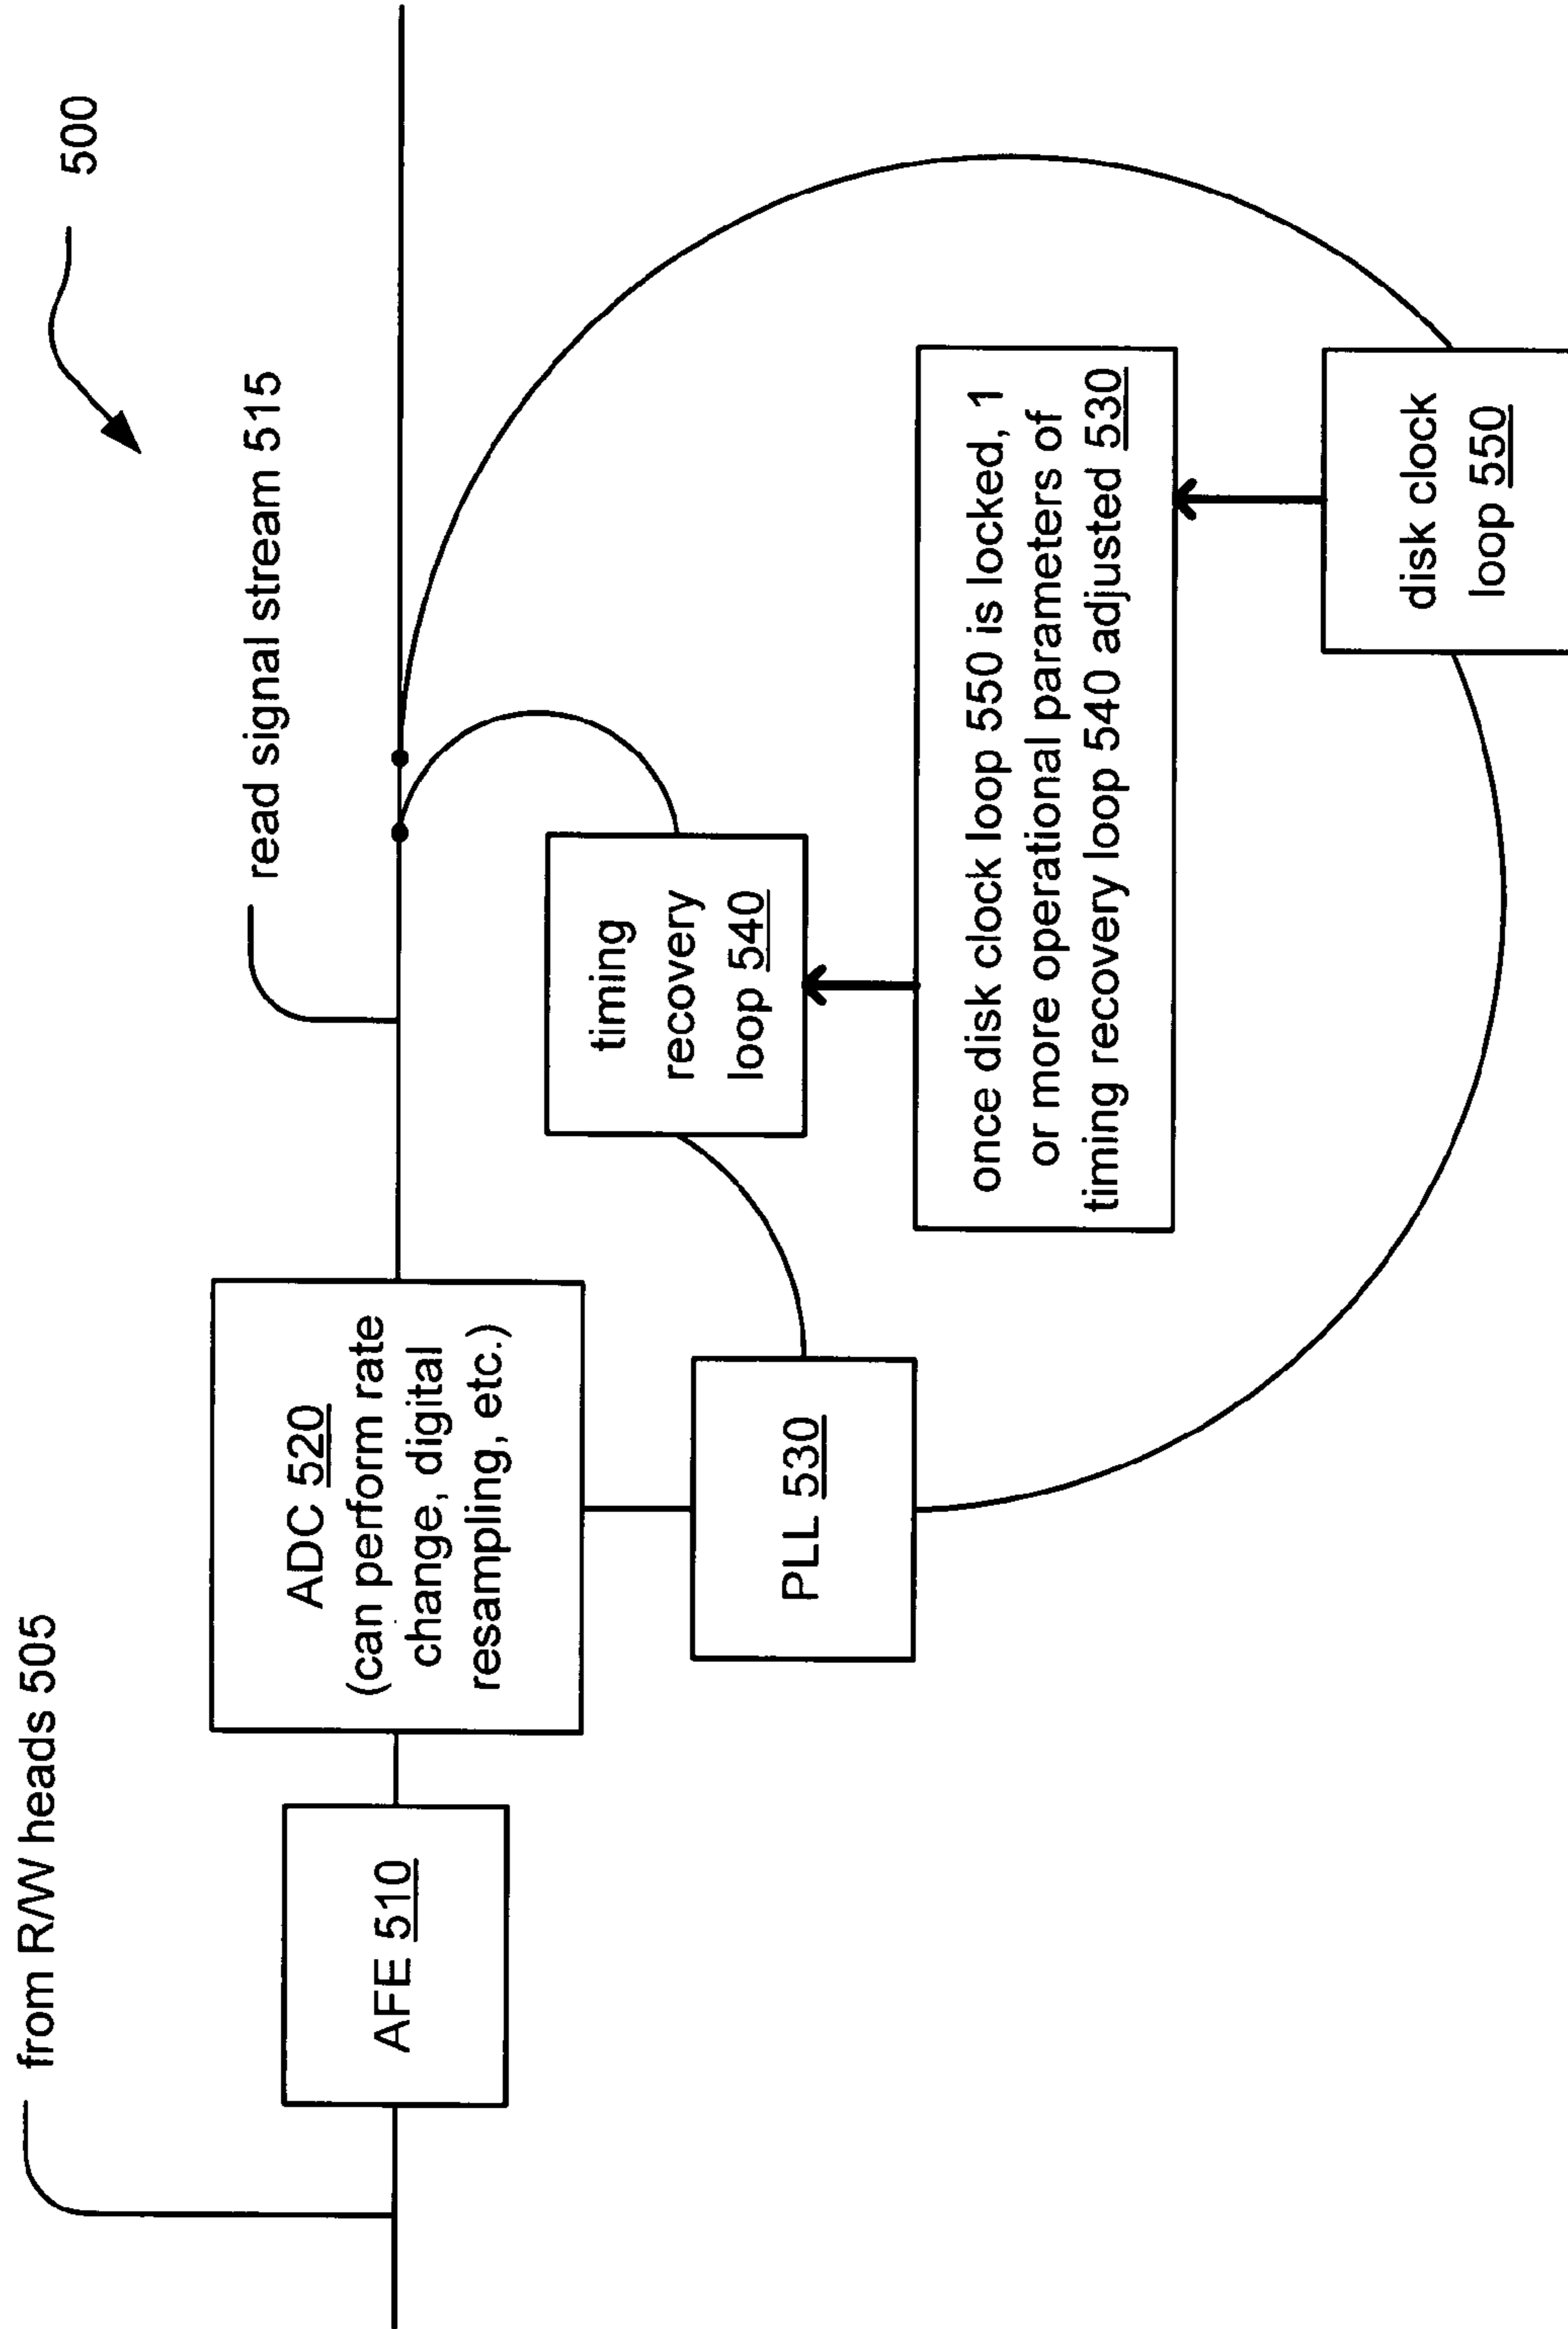 500
from R/W heads 505
read signal stream 515
AFE 510
ADC 520
(can perform rate
change, digital
resampling, etc.)
timing
recovery
loop 540
PLL 530
once disk clock loop 550 is locked, 1
or more operational parameters of
timing recovery loop 540 adjusted 530
disk clock
loop 550